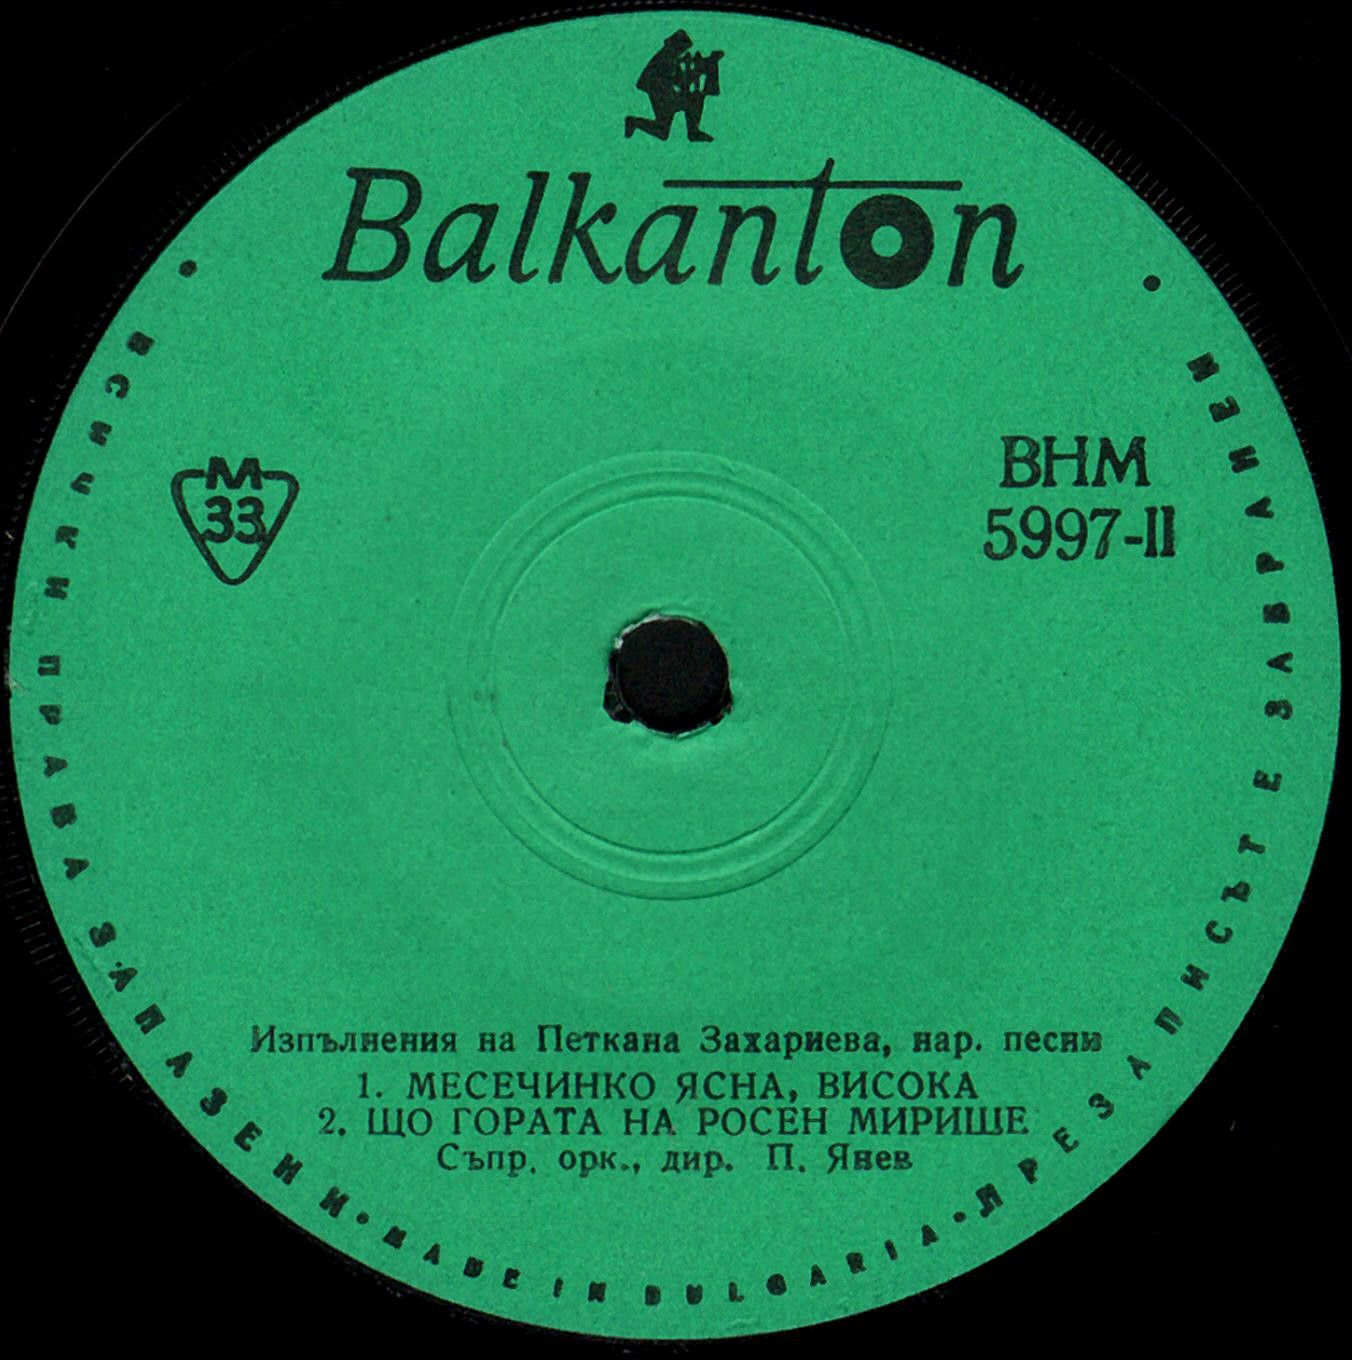 Balkanton
М
33
ВНМ
5997-II
Изпълнения на Петкана Захариева, нар. песни
1. МЕСЕЧИНКО ЯСНА, ВИСОКА
2. ЩО ГОРАТА НА РОСЕН МИРИШЕ
Съпр. орк., дир. П. Янев
• ВСИЧКИ ПРАВА ЗАПАЗЕНИ • MADE IN BULGARIA • ПРЕЗАПИСЪТ Е ЗАБРАНЕН •